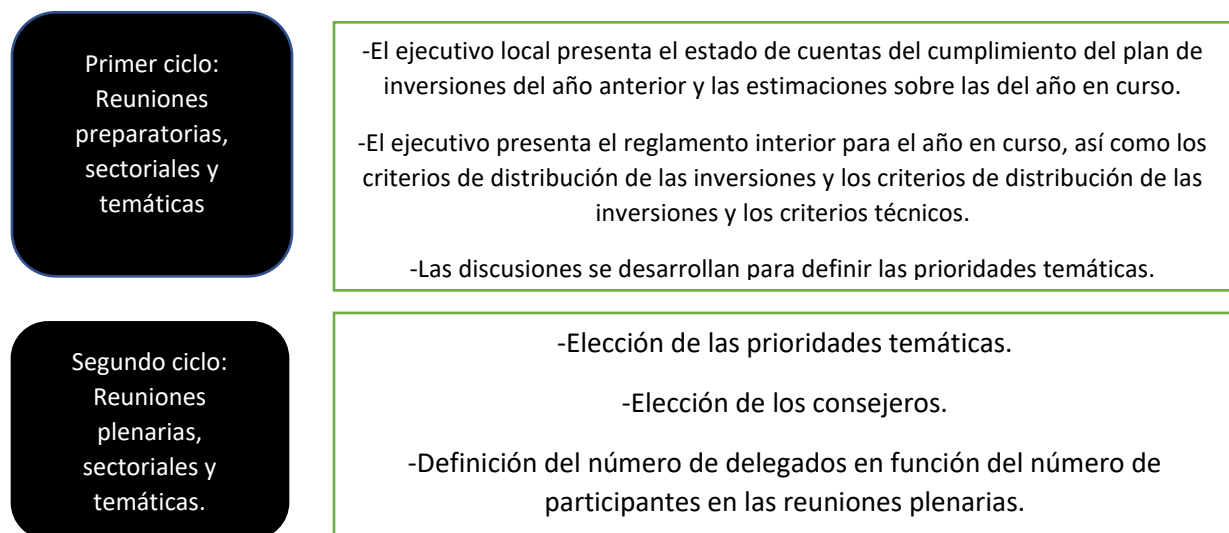 Primer ciclo:
Reuniones
preparatorias,
sectoriales y
temáticas
-El ejecutivo local presenta el estado de cuentas del cumplimiento del plan de
inversiones del año anterior y las estimaciones sobre las del año en curso.
-El ejecutivo presenta el reglamento interior para el año en curso, así como los
criterios de distribución de las inversiones y los criterios de distribución de las
inversiones y los criterios técnicos.
-Las discusiones se desarrollan para definir las prioridades temáticas.
Segundo ciclo:
Reuniones
plenarias,
sectoriales y
temáticas.
-Elección de las prioridades temáticas.
-Elección de los consejeros.
-Definición del número de delegados en función del número de
participantes en las reuniones plenarias.